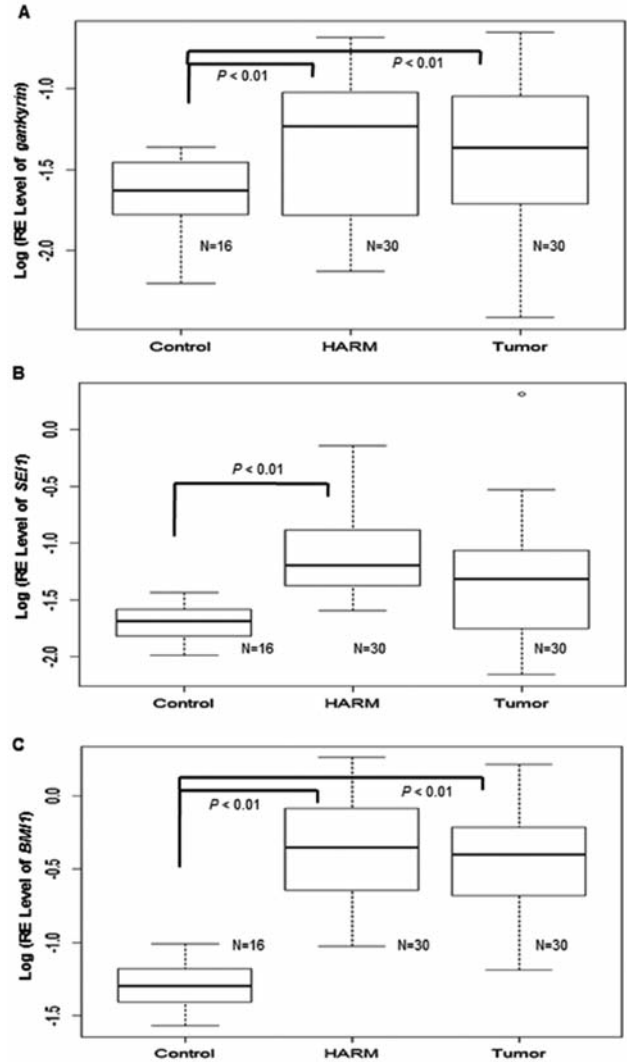 A
Log (RE Level of gankyrin)
-1.0
-1.5
-2.0
P < 0.01
P < 0.01
N=16
N=30
N=30
Control
HARM
Tumor
B
Log (RE Level of SEI1)
0.0
-0.5
-1.0
-1.5
-2.0
P < 0.01
N=16
N=30
N=30
Control
HARM
Tumor
C
Log (RE Level of BMI1)
0.0
-0.5
-1.0
-1.5
P < 0.01
P < 0.01
N=16
N=30
N=30
Control
HARM
Tumor